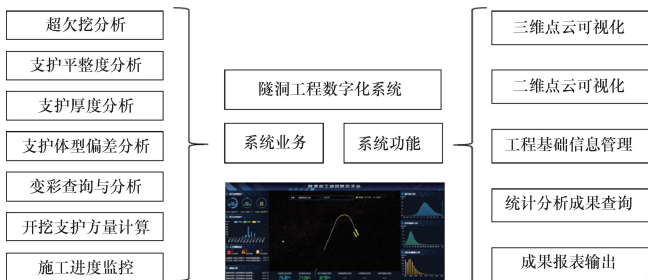 超欠挖分析
支护平整度分析
支护厚度分析
支护体型偏差分析
变彩查询与分析
开挖支护方量计算
施工进度监控
隧洞工程数字化系统
系统业务
系统功能
三维点云可视化
二维点云可视化
工程基础信息管理
统计分析成果查询
成果报表输出